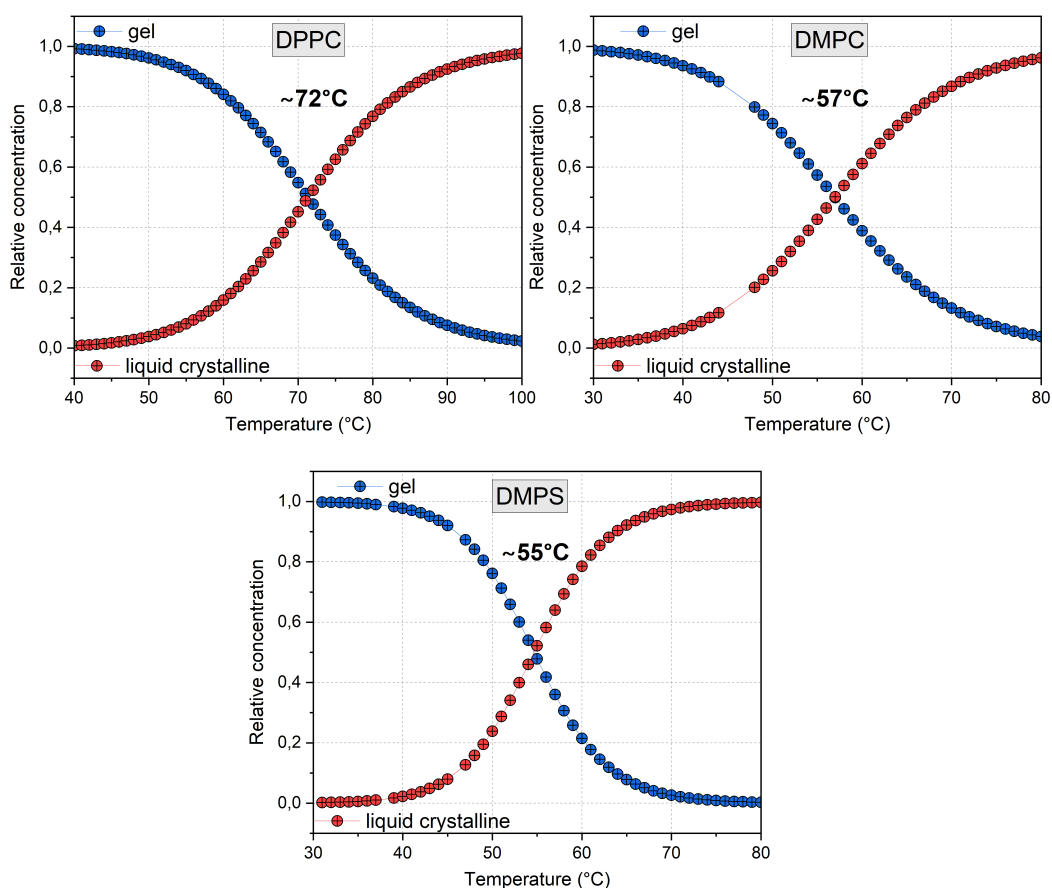 gel
DPPC
~72°C
1,0
0,8
0,6
0,4
0,2
0,0
Relative concentration
liquid crystalline
40 50 60 70 80 90 100
Temperature (°C)
gel
DMPC
~57°C
1,0
0,8
0,6
0,4
0,2
0,0
Relative concentration
liquid crystalline
30 40 50 60 70 80
Temperature (°C)
gel
DMPS
~55°C
1,0
0,8
0,6
0,4
0,2
0,0
Relative concentration
liquid crystalline
30 40 50 60 70 80
Temperature (°C)